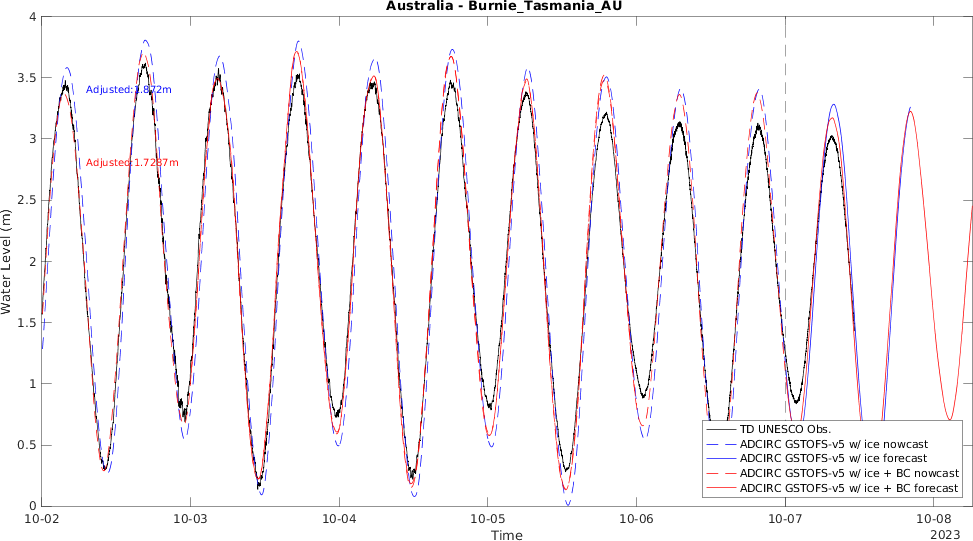 Australia - Burnie_Tasmania_AU
4
3.5
3
2.5
2
1.5
1
0.5
0
Water Level (m)
Adjusted:1.872m
Adjusted:1.7287m
TD UNESCO Obs.
ADCIRC GSTOFS-v5 w/ ice nowcast
ADCIRC GSTOFS-v5 w/ ice forecast
ADCIRC GSTOFS-v5 w/ ice + BC nowcast
ADCIRC GSTOFS-v5 w/ ice + BC forecast
10-02 10-03 10-04 10-05 10-06 10-07 10-08
Time
2023